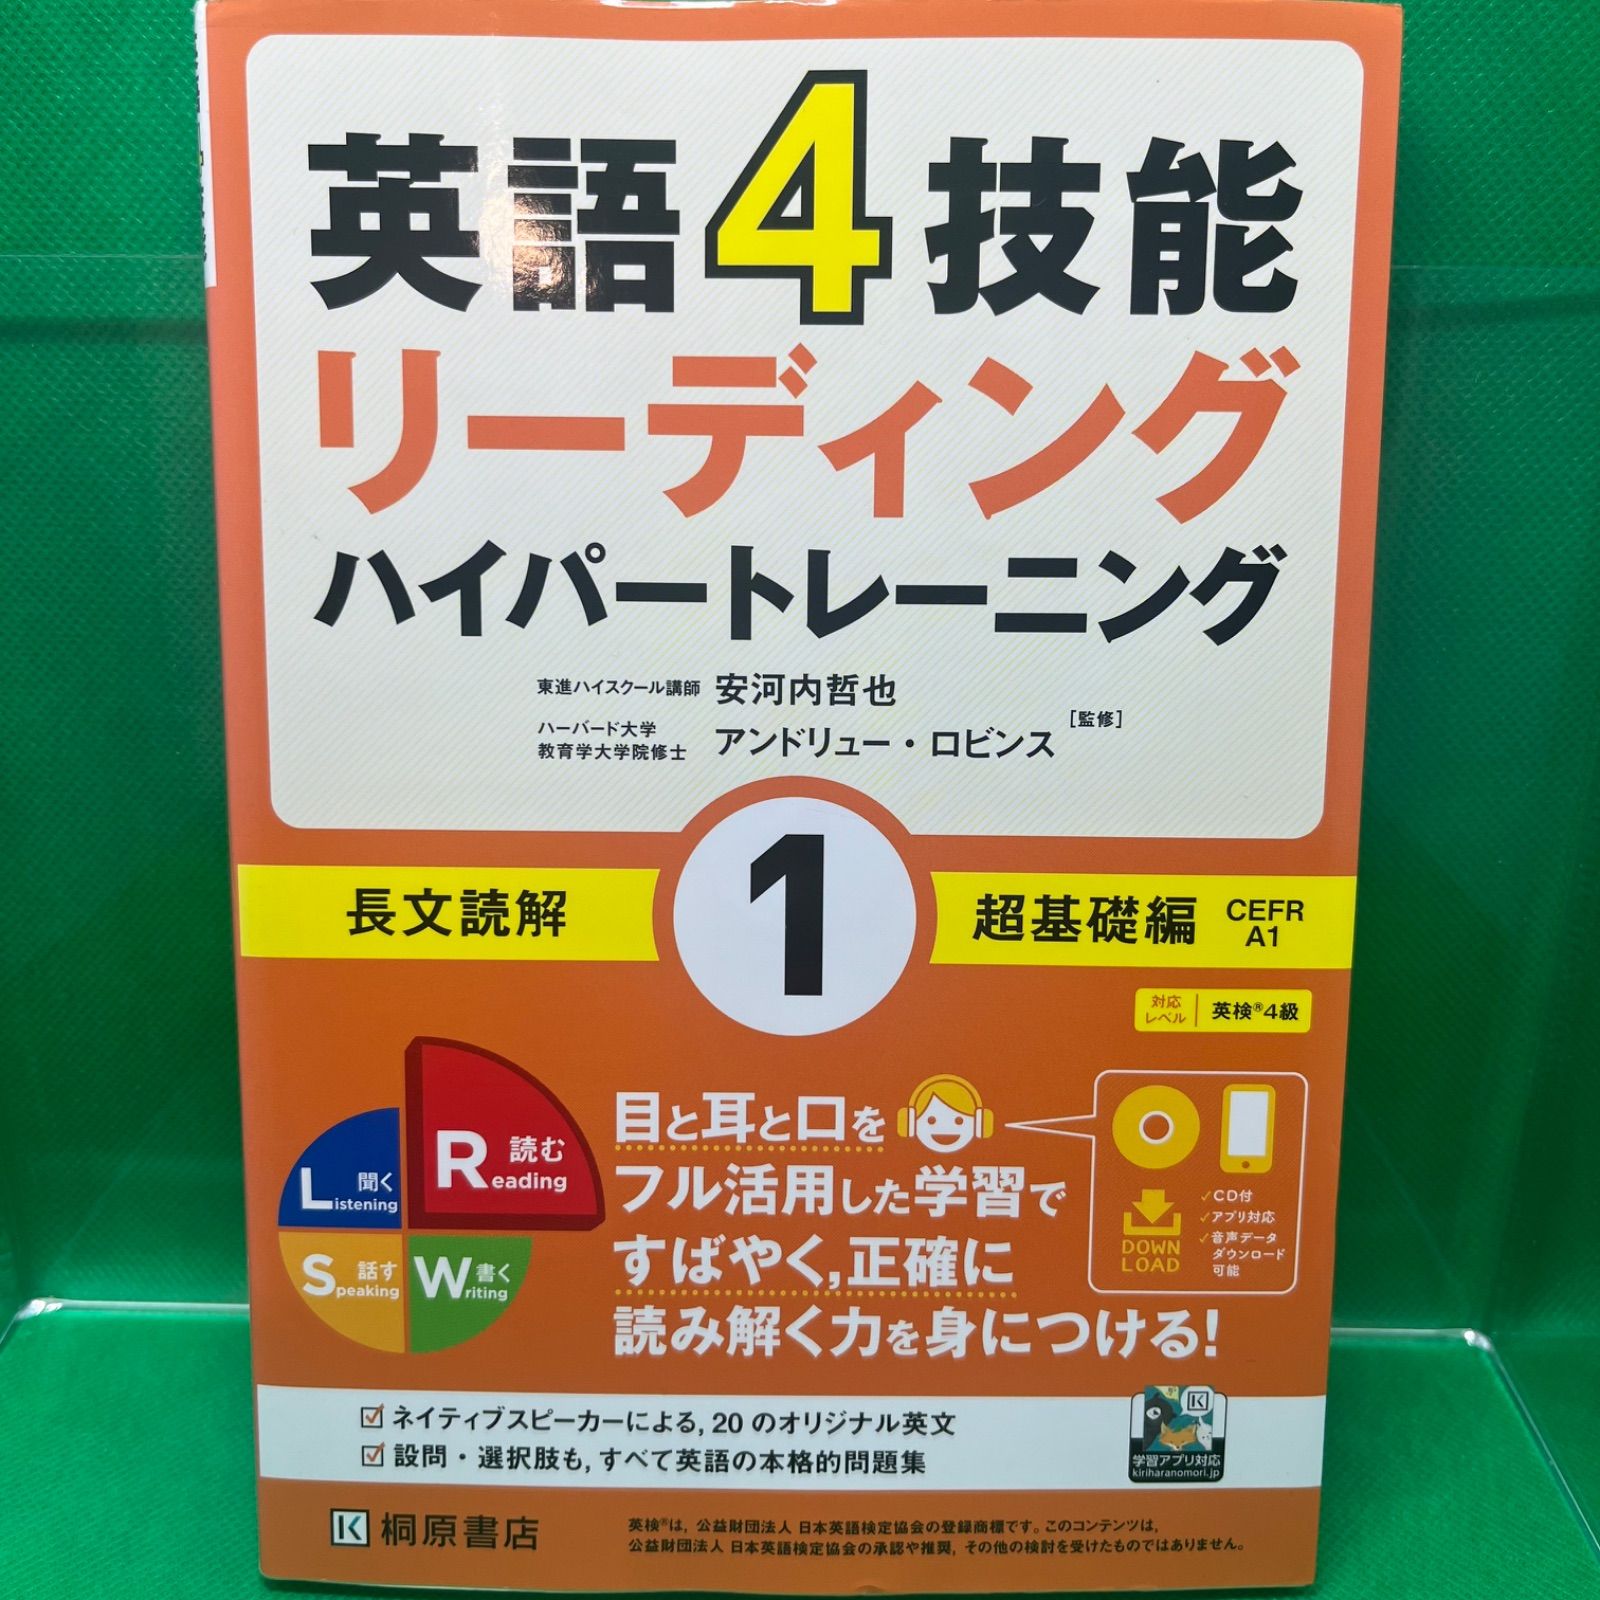 英語4技能
リーディング
ハイパートレーニング
東進ハイスクール講師 安河内哲也
ハーバード大学
教育学大学院修士 アンドリュー・ロビンス
[監修]
1
長文読解
超基礎編 CEFR A1
対応レベル 英検®4級
L 聞く
Listening
R 読む
Reading
S 話す
Speaking
W 書く
Writing
目と耳と口を
フル活用した学習で
すばやく,正確に
読み解く力を身につける!
DOWN
LOAD
✓CD付
✓アプリ対応
✓音声データ
ダウンロード
可能
☑ネイティブスピーカーによる, 20 のオリジナル英文
☑設問・選択肢も, すべて英語の本格的問題集
K
学習アプリ対応
kiriharanomori.jp
K 桐原書店
英検®は, 公益財団法人 日本英語検定協会の登録商標です。このコンテンツは,
公益財団法人 日本英語検定協会の承認や推奨, その他の検討を受けたものではありません。